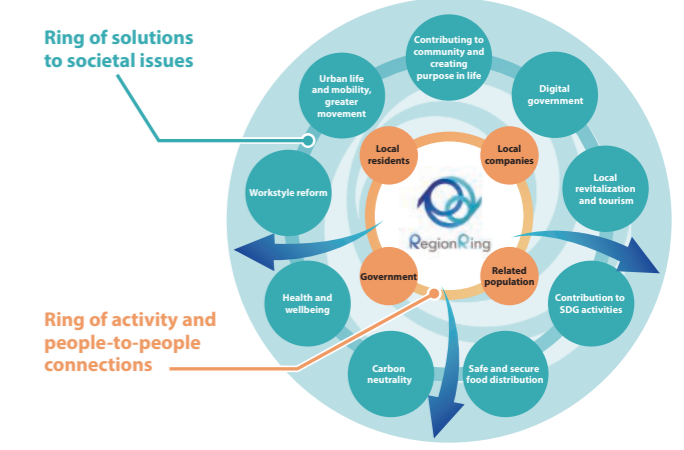 Ring of solutions
to societal issues
Contributing to
community and
creating
purpose in life
Urban life
and mobility,
greater
movement
Digital
government
Local
residents
Local
companies
Workstyle reform
Local
revitalization
and tourism
RegionRing
Government
Related
population
Health and
wellbeing
Contribution to
SDG activities
Ring of activity and
people-to-people
connections
Carbon
neutrality
Safe and secure
food distribution